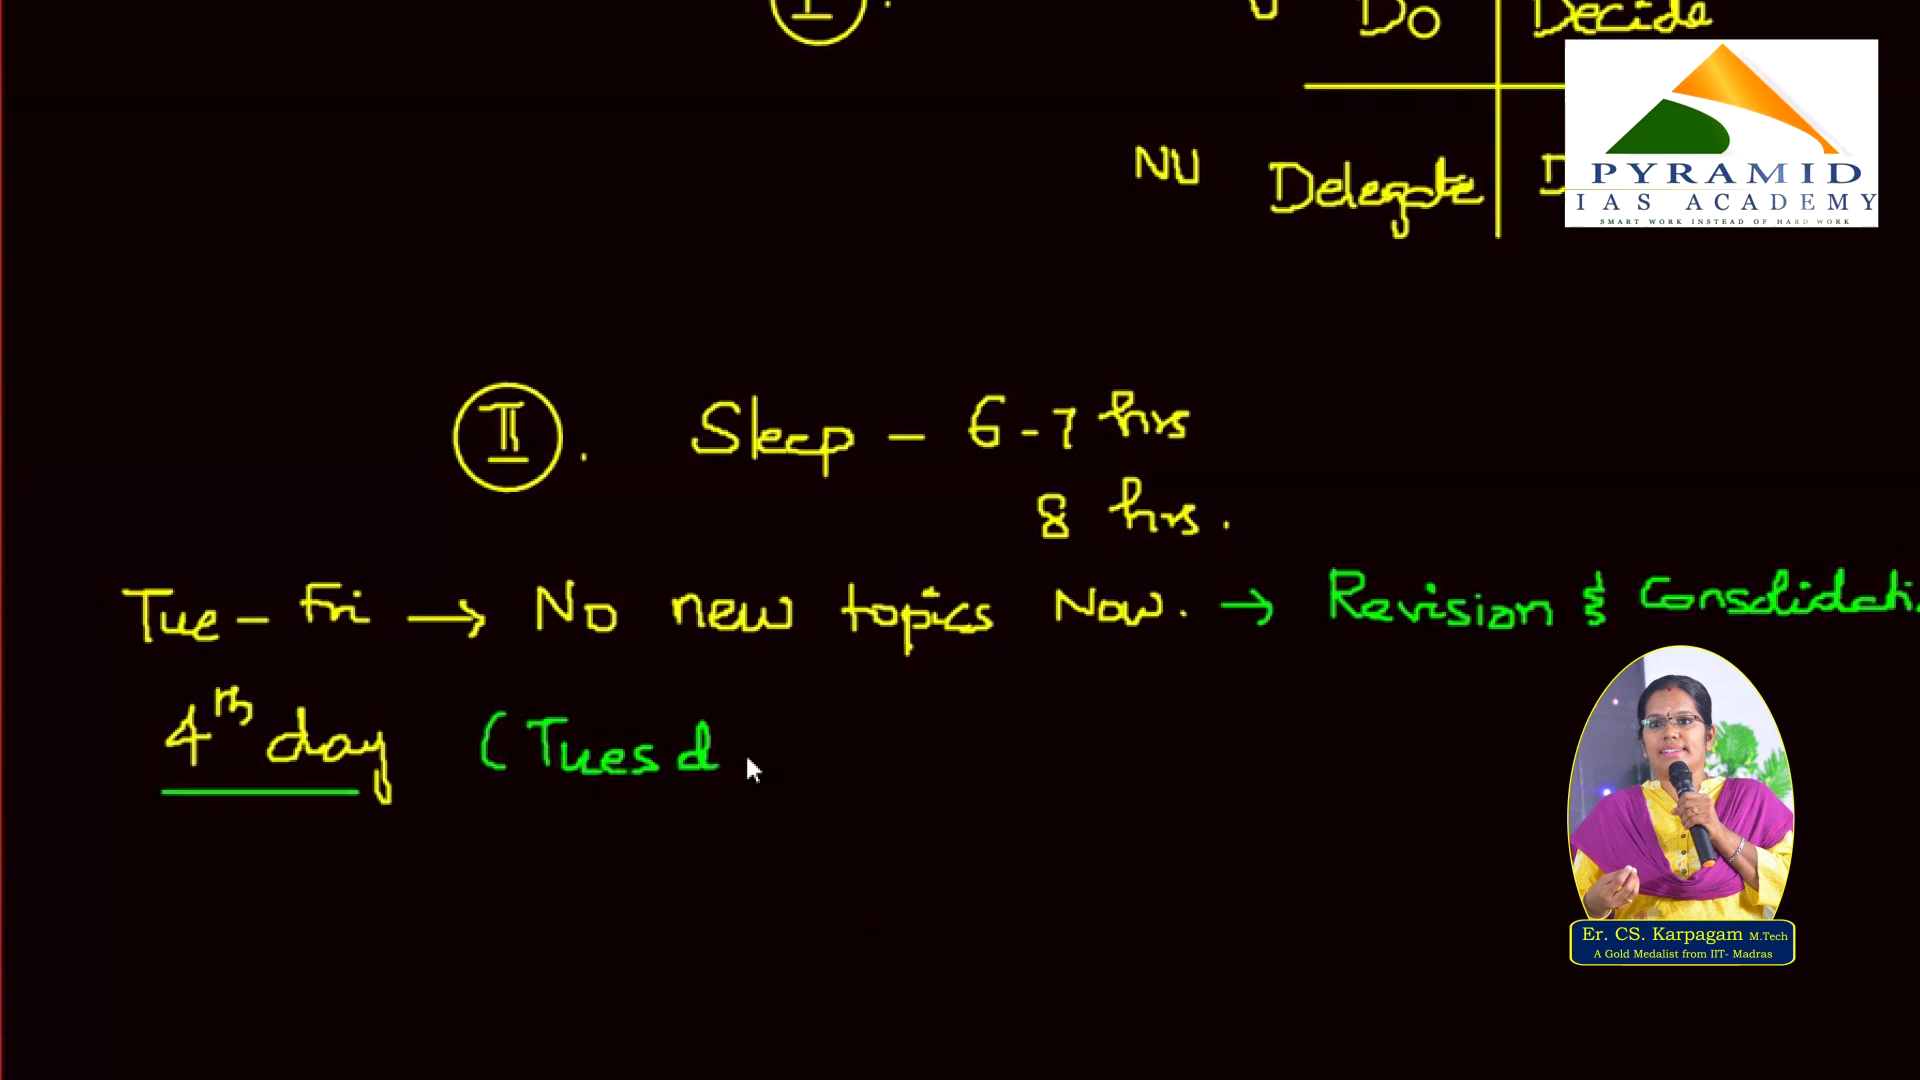 I.
Do Decide
NU Delegate D
PYRAMID
IAS ACADEMY
SMART WORK INSTEAD OF HARD WORK
II. Sleep - 6-7 hrs
8 hrs.
Tue - Fri → No new topics Now. → Revision & Consolidati
4th day (Tuesd
Er. CS. Karpagam M.Tech
A Gold Medalist from IIT- Madras